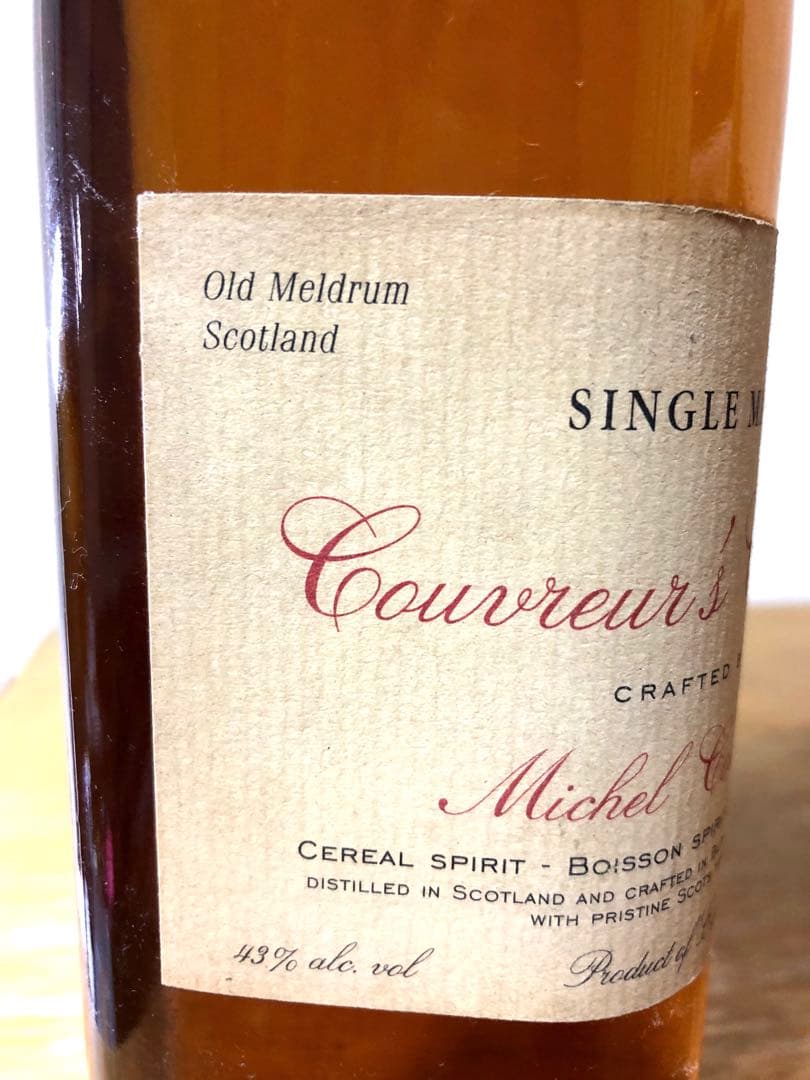 Old Meldrum
Scotland
SINGLE
Couvreur's
CRAFTED
Michel
CEREAL SPIRIT - BOISSON
DISTILLED IN SCOTLAND AND CRAFTED IN
WITH PRISTINE
43% alc. vol
Product of